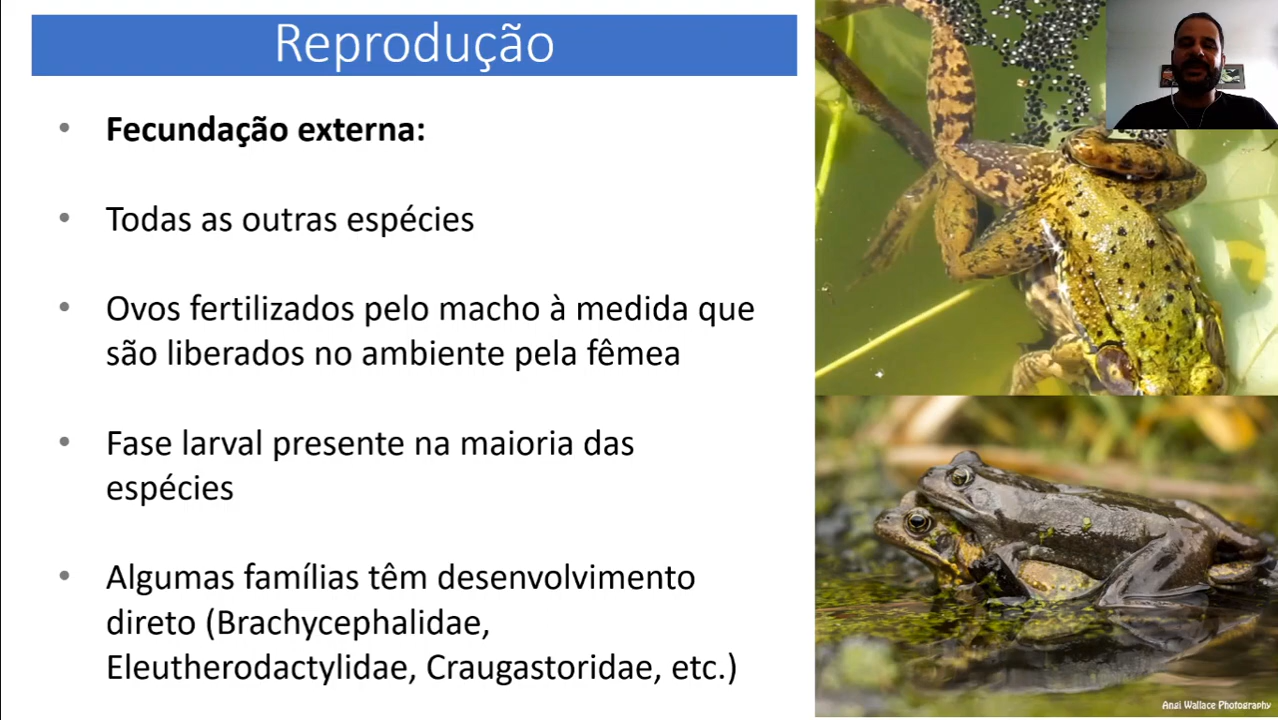 Reprodução
• Fecundação externa:
• Todas as outras espécies
• Ovos fertilizados pelo macho à medida que
são liberados no ambiente pela fêmea
• Fase larval presente na maioria das
espécies
• Algumas famílias têm desenvolvimento
direto (Brachycephalidae,
Eleutherodactylidae, Craugastoridae, etc.)
Angi Wallace Photography